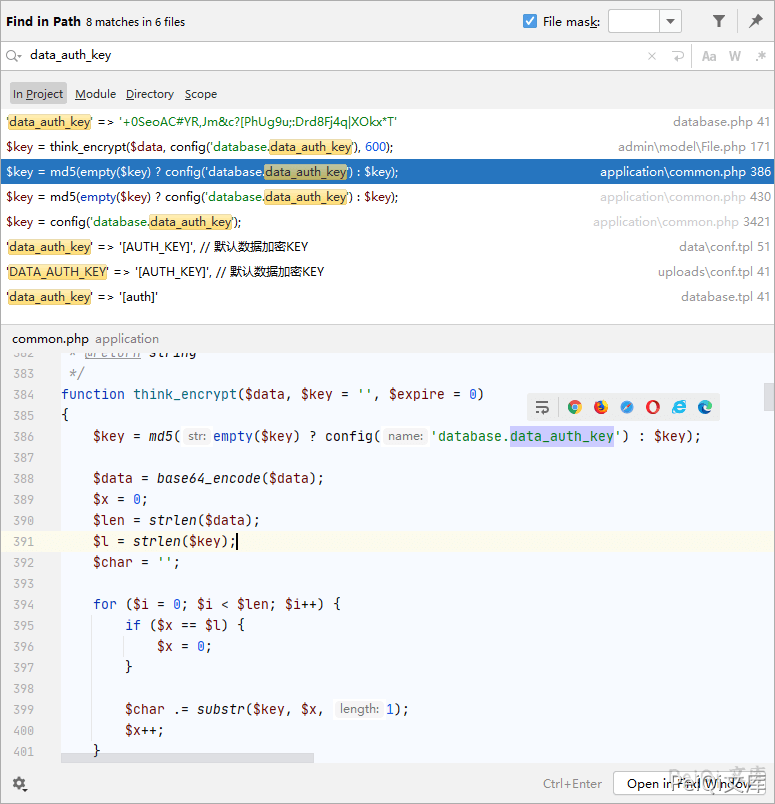 Find in Path 8 matches in 6 files File mask:
data_auth_key Aa W .*
In Project Module Directory Scope
'data_auth_key' => '+0SeoAC#YR,Jm&c?[PhUg9u;:Drd8Fj4q|XOkx*T' database.php 41
$key = think_encrypt($data, config('database.data_auth_key'), 600); admin\model\File.php 171
$key = md5(empty($key) ? config('database.data_auth_key') : $key); application\common.php 386
$key = md5(empty($key) ? config('database.data_auth_key') : $key); application\common.php 430
$key = config('database.data_auth_key'); application\common.php 3421
'data_auth_key' => '[AUTH_KEY]', // 默认数据加密KEY data\conf.tpl 51
'DATA_AUTH_KEY' => '[AUTH_KEY]', // 默认数据加密KEY uploads\conf.tpl 41
'data_auth_key' => '[auth]' database.tpl 41
common.php application
382 * @return string
383 */
384 function think_encrypt($data, $key = '', $expire = 0)
385 {
386 $key = md5( str: empty($key) ? config( name: 'database.data_auth_key') : $key);
387
388 $data = base64_encode($data);
389 $x = 0;
390 $len = strlen($data);
391 $l = strlen($key);
392 $char = '';
393
394 for ($i = 0; $i < $len; $i++) {
395 if ($x == $l) {
396 $x = 0;
397 }
398
399 $char .= substr($key, $x, length: 1);
400 $x++;
401 }
Ctrl+Enter Open in Find Window
PeiQi 文库